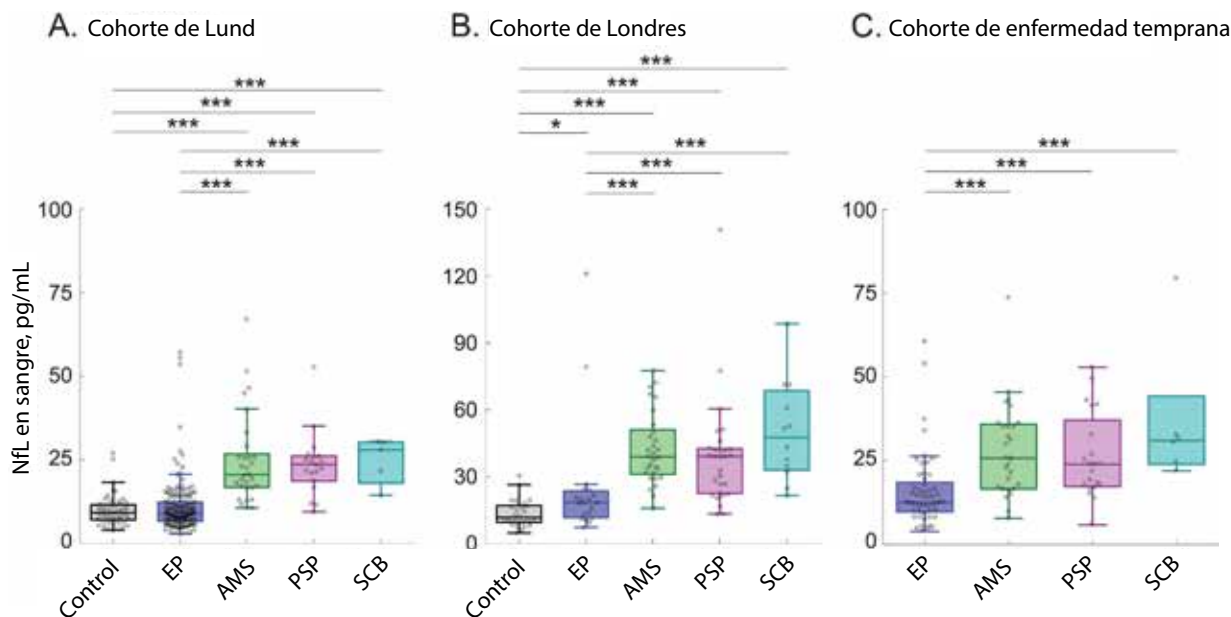 A. Cohorte de Lund
***
***
***
***
***
***
100
75
50
25
0
NfL en sangre, pg/mL
Control
EP
AMS
PSP
SCB
B. Cohorte de Londres
***
***
***
*
***
***
***
150
120
90
60
30
0
Control
EP
AMS
PSP
SCB
C. Cohorte de enfermedad temprana
***
***
***
100
75
50
25
0
EP
AMS
PSP
SCB